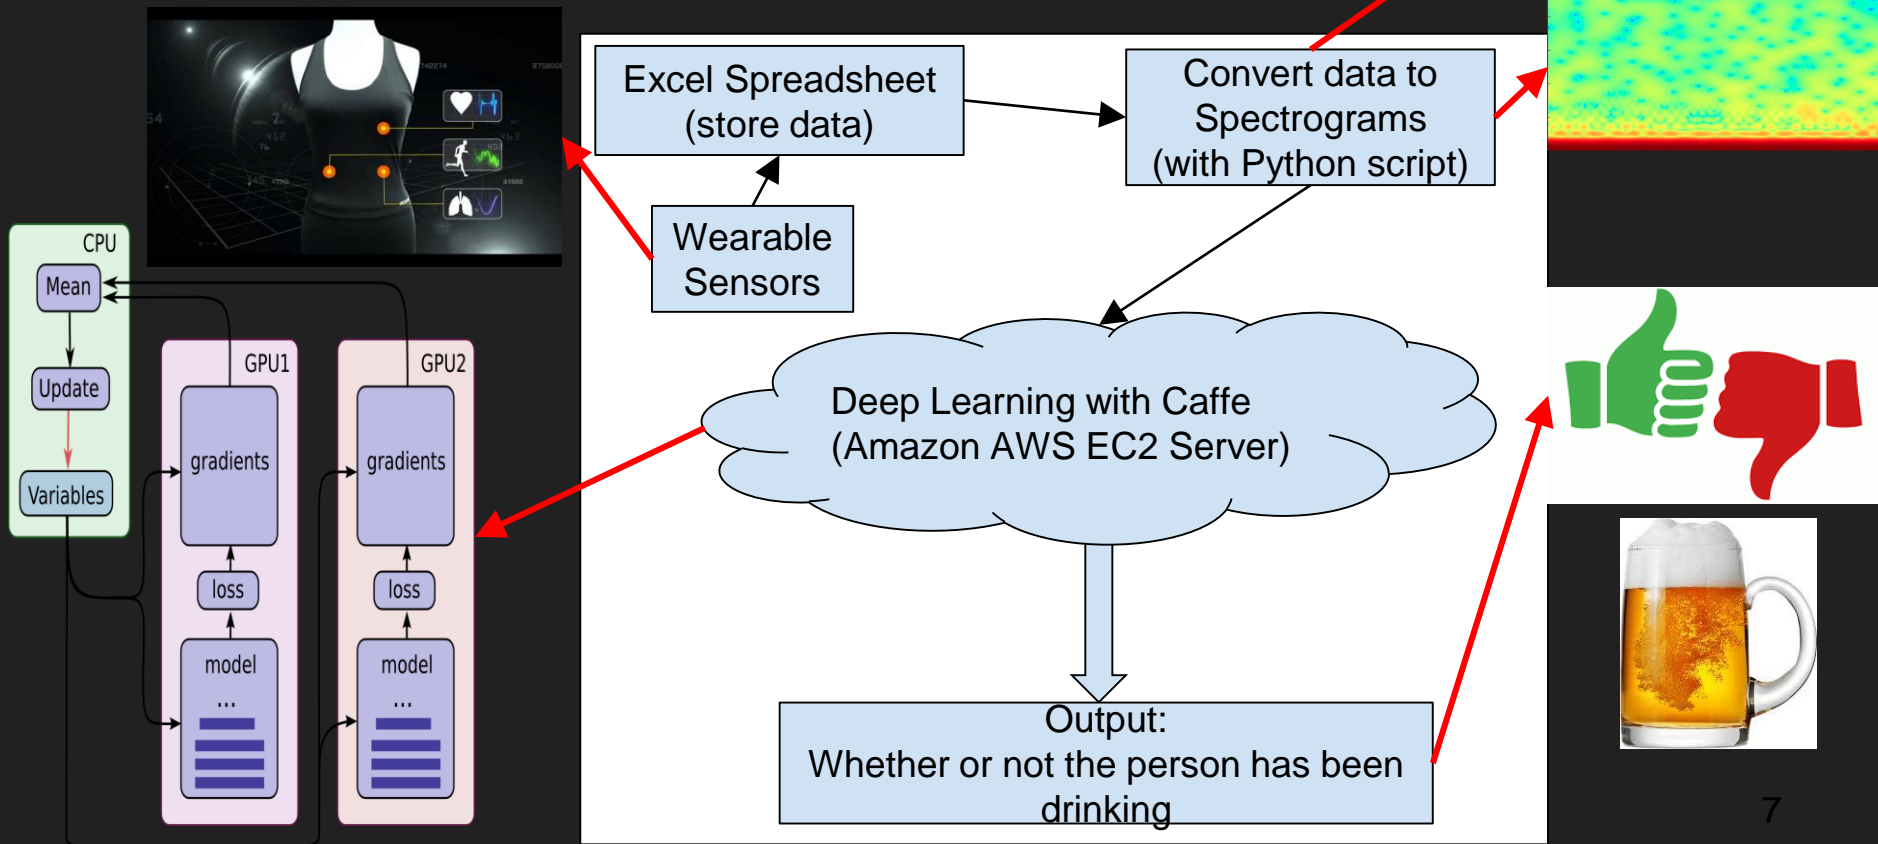 Excel Spreadsheet
(store data)
Convert data to
Spectrograms
(with Python script)
Wearable
Sensors
Deep Learning with Caffe
(Amazon AWS EC2 Server)
Output:
Whether or not the person has been
drinking
CPU
Mean
Update
Variables
GPU1
gradients
loss
model
...
GPU2
gradients
loss
model
...
7